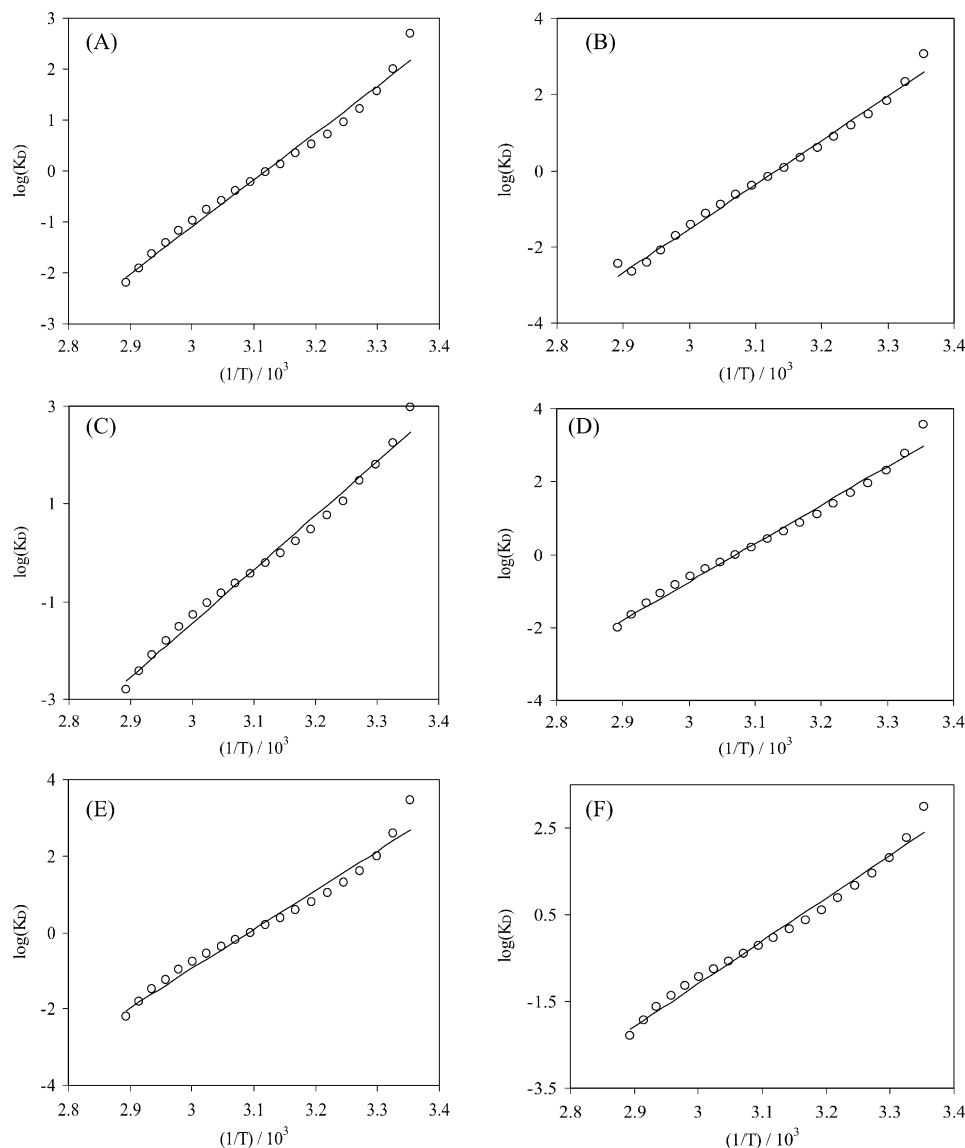 (A)
3
2
1
0
-1
-2
-3
log(KD)
2.8 2.9 3 3.1 3.2 3.3 3.4
(1/T) / 10³
(B)
4
2
0
-2
-4
log(KD)
2.8 2.9 3 3.1 3.2 3.3 3.4
(1/T) / 10³
(C)
3
1
-1
-3
log(KD)
2.8 2.9 3 3.1 3.2 3.3 3.4
(1/T) / 10³
(D)
4
2
0
-2
-4
log(KD)
2.8 2.9 3 3.1 3.2 3.3 3.4
(1/T) / 10³
(E)
4
2
0
-2
-4
log(KD)
2.8 2.9 3 3.1 3.2 3.3 3.4
(1/T) / 10³
(F)
2.5
0.5
-1.5
-3.5
log(KD)
2.8 2.9 3 3.1 3.2 3.3 3.4
(1/T) / 10³